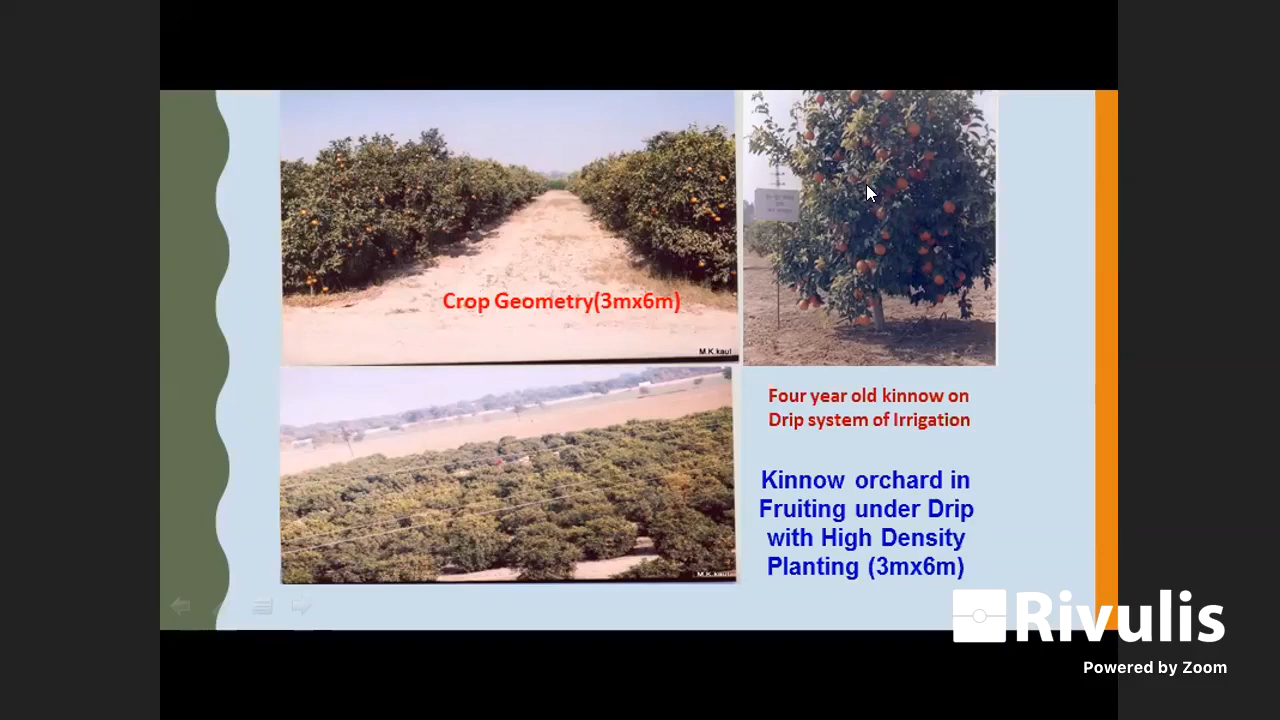 Crop Geometry(3mx6m)
M.K.kaul
Four year old kinnow on
Drip system of Irrigation
Kinnow orchard in
Fruiting under Drip
with High Density
Planting (3mx6m)
M.K.kaul
Rivulis
Powered by Zoom